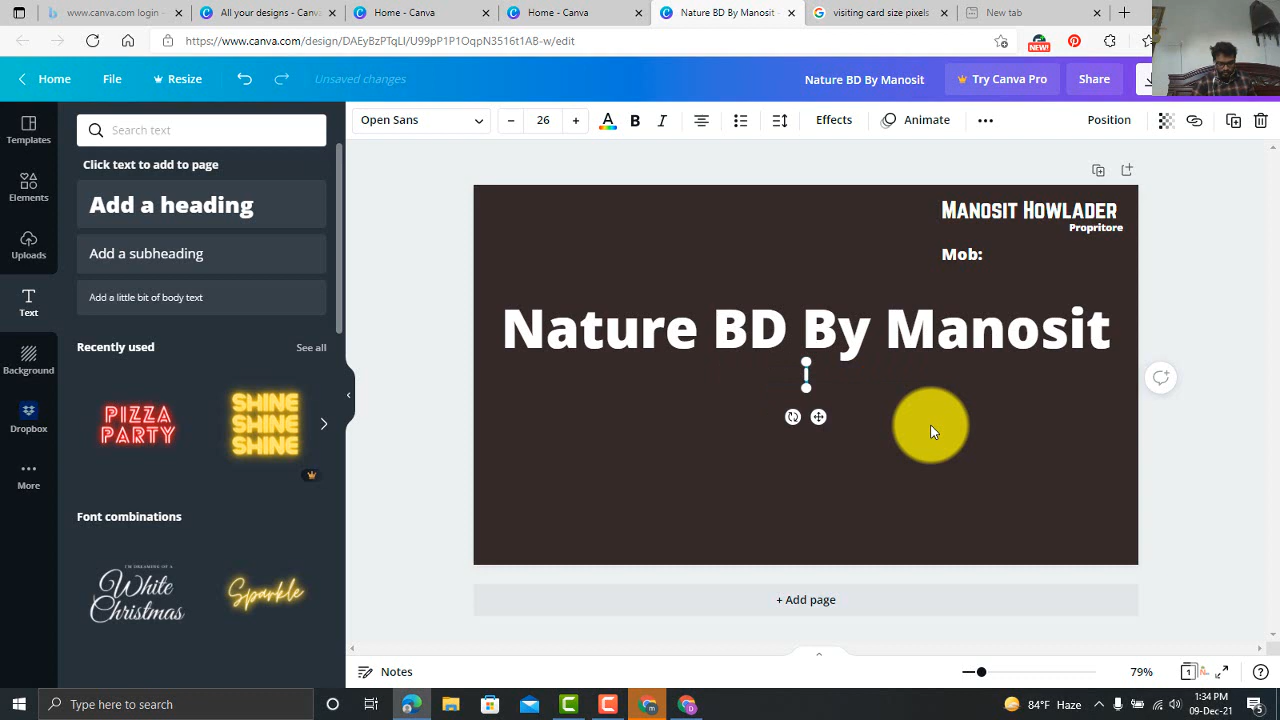 www.canva.com login -
All your designs - Canva
Home - Canva
Home - Canva
Nature BD By Manosit -
visiting card size pixels -
New tab
https://www.canva.com/design/DAEyBzPTqLI/U99pP1P1OqpN3516t1AB-w/edit
NEW!
Home
File
Resize
Unsaved changes
Nature BD By Manosit
Try Canva Pro
Share
Open Sans
26
A
B
I
Effects
Animate
Position
Templates
Elements
Uploads
Text
Background
Dropbox
More
Search text
Click text to add to page
Add a heading
Add a subheading
Add a little bit of body text
Recently used
See all
PIZZA
PARTY
SHINE
SHINE
SHINE
Font combinations
I'M DREAMING OF A
White
Christmas
Sparkle
Manosit Howlader
Propritore
Mob:
Nature BD By Manosit
+ Add page
Notes
79%
1
Type here to search
84°F Haze
1:34 PM
09-Dec-21